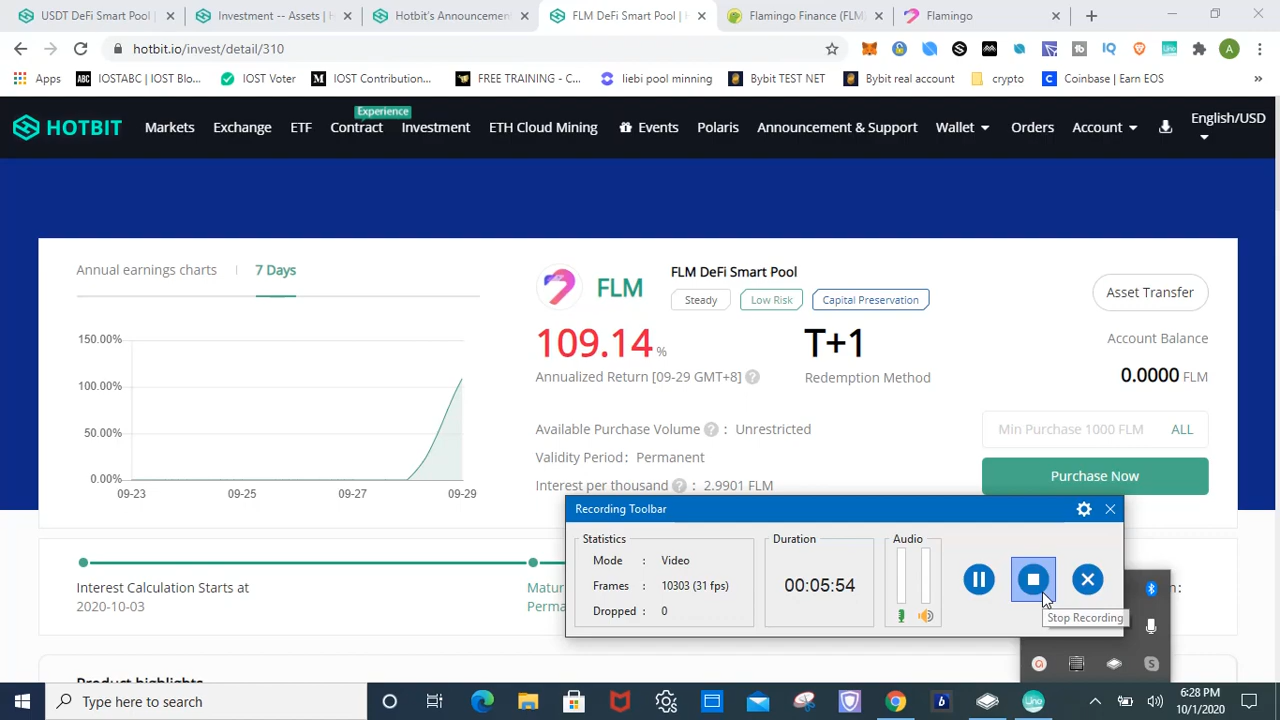 USDT DeFi Smart Pool |
Investment -- Assets | H
Hotbit's Announcement
FLM DeFi Smart Pool | H
Flamingo Finance (FLM)
Flamingo
hotbit.io/invest/detail/310
Apps
IOSTABC | IOST Blo...
IOST Voter
IOST Contribution...
FREE TRAINING - C...
liebi pool minning
Bybit TEST NET
Bybit real account
crypto
Coinbase | Earn EOS
»
HOTBIT
Markets
Exchange
ETF
Experience
Contract
Investment
ETH Cloud Mining
Events
Polaris
Announcement & Support
Wallet
Orders
Account
English/USD
Annual earnings charts
7 Days
150.00%
100.00%
50.00%
0.00%
09-23
09-25
09-27
09-29
FLM
FLM DeFi Smart Pool
Steady
Low Risk
Capital Preservation
109.14 %
Annualized Return [09-29 GMT+8] ?
T+1
Redemption Method
Available Purchase Volume ? : Unrestricted
Validity Period: Permanent
Interest per thousand ? : 2.9901 FLM
Asset Transfer
Account Balance
0.0000 FLM
Min Purchase 1000 FLM ALL
Purchase Now
Recording Toolbar
Statistics
Mode : Video
Frames : 10303 (31 fps)
Dropped : 0
Duration
00:05:54
Audio
Stop Recording
Interest Calculation Starts at
2020-10-03
Matur
Perma
Product highlights
Type here to search
6:28 PM
10/1/2020